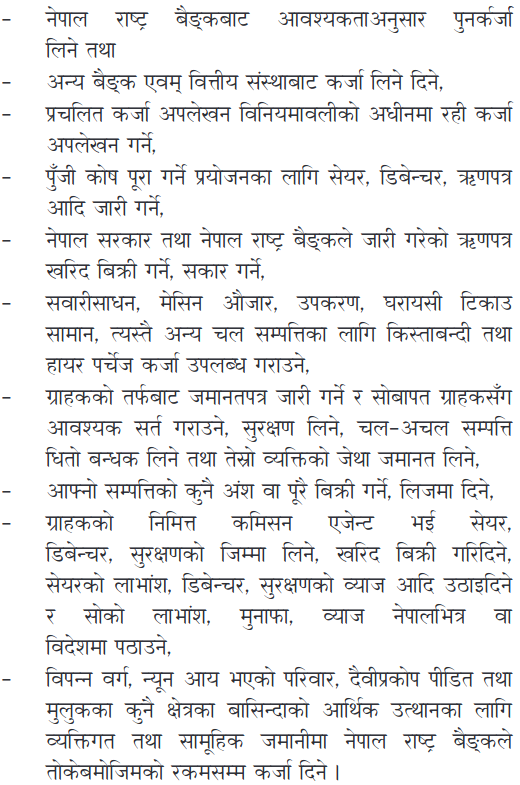 - नेपाल राष्ट्र बैङ्कबाट आवश्यकताअनुसार पुनर्कर्जा
लिने तथा
- अन्य बैङ्क एवम् वित्तीय संस्थाबाट कर्जा लिने दिने,
- प्रचलित कर्जा अपलेखन विनियमावलीको अधीनमा रही कर्जा
अपलेखन गर्ने,
- पुँजी कोष पूरा गर्ने प्रयोजनका लागि सेयर, डिबेन्चर, ऋणपत्र
आदि जारी गर्ने,
- नेपाल सरकार तथा नेपाल राष्ट्र बैङ्कले जारी गरेको ऋणपत्र
खरिद बिक्री गर्ने, सकार गर्ने,
- सवारीसाधन, मेसिन औजार, उपकरण, घरायसी टिकाउ
सामान, त्यस्तै अन्य चल सम्पत्तिका लागि किस्ताबन्दी तथा
हायर पर्चेज कर्जा उपलब्ध गराउने,
- ग्राहकको तर्फबाट जमानतपत्र जारी गर्ने र सोबापत ग्राहकसँग
आवश्यक सर्त गराउने, सुरक्षण लिने, चल-अचल सम्पत्ति
धितो बन्धक लिने तथा तेस्रो व्यक्तिको जेथा जमानत लिने,
- आफ्नो सम्पत्तिको कुनै अंश वा पूरै बिक्री गर्ने, लिजमा दिने,
- ग्राहकको निमित्त कमिसन एजेन्ट भई सेयर,
डिबेन्चर, सुरक्षणको जिम्मा लिने, खरिद बिक्री गरिदिने,
सेयरको लाभांश, डिबेन्चर, सुरक्षणको व्याज आदि उठाइदिने
र सोको लाभांश, मुनाफा, व्याज नेपालभित्र वा
विदेशमा पठाउने,
- विपन्न वर्ग, न्यून आय भएको परिवार, दैवीप्रकोप पीडित तथा
मुलुकका कुनै क्षेत्रका बासिन्दाको आर्थिक उत्थानका लागि
व्यक्तिगत तथा सामूहिक जमानीमा नेपाल राष्ट्र बैङ्कले
तोकेबमोजिमको रकमसम्म कर्जा दिने ।